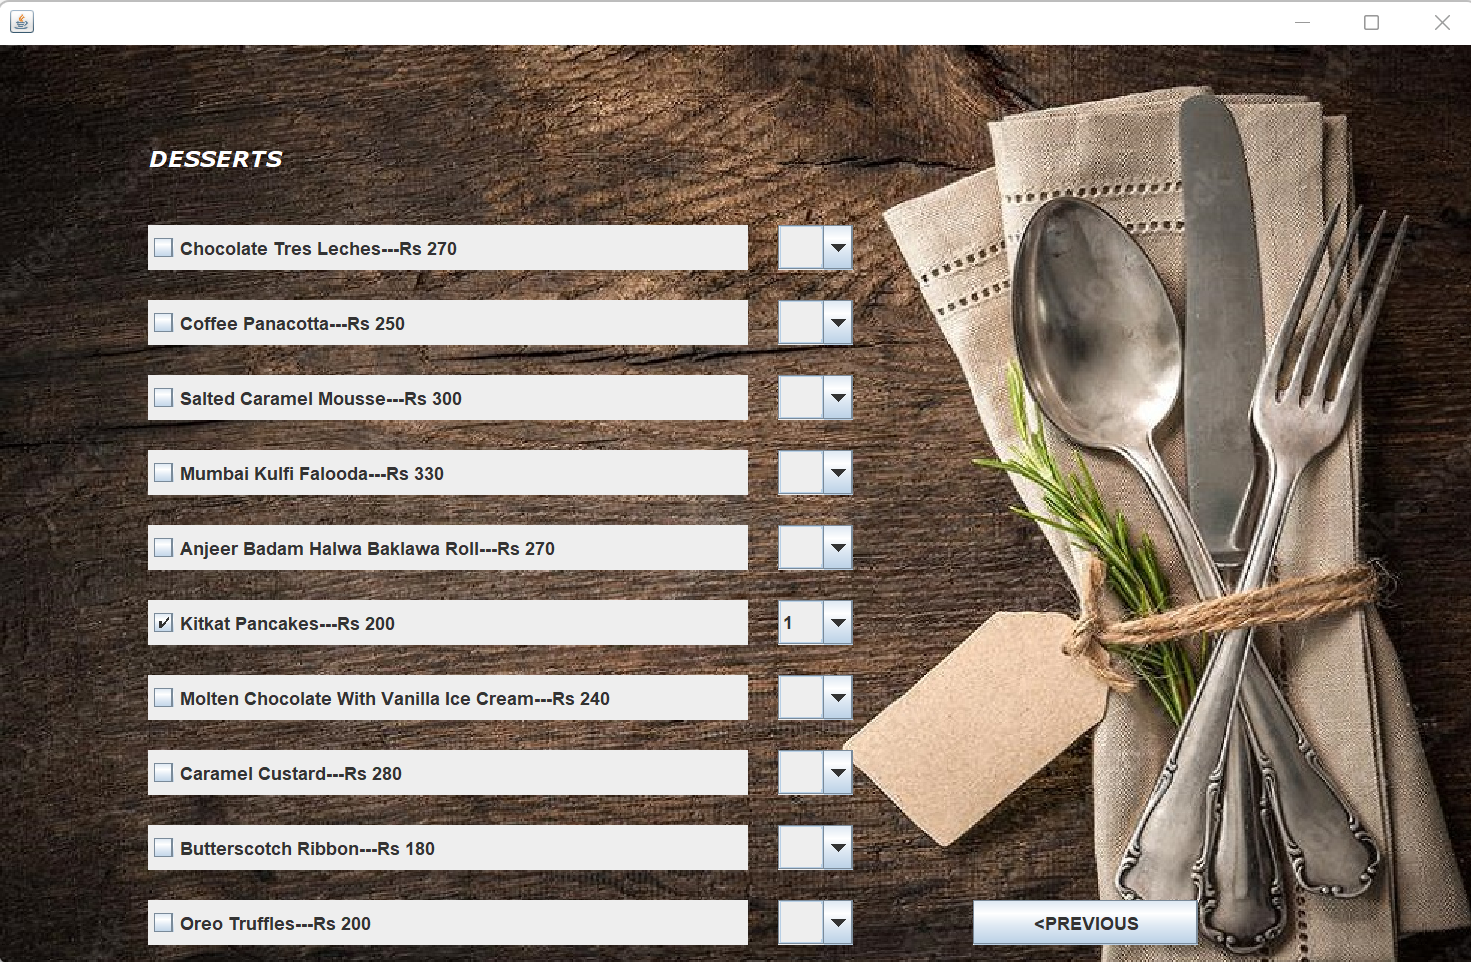 DESSERTS
Chocolate Tres Leches---Rs 270
Coffee Panacotta---Rs 250
Salted Caramel Mousse---Rs 300
Mumbai Kulfi Falooda---Rs 330
Anjeer Badam Halwa Baklawa Roll---Rs 270
Kitkat Pancakes---Rs 200 1
Molten Chocolate With Vanilla Ice Cream---Rs 240
Caramel Custard---Rs 280
Butterscotch Ribbon---Rs 180
Oreo Truffles---Rs 200
<PREVIOUS